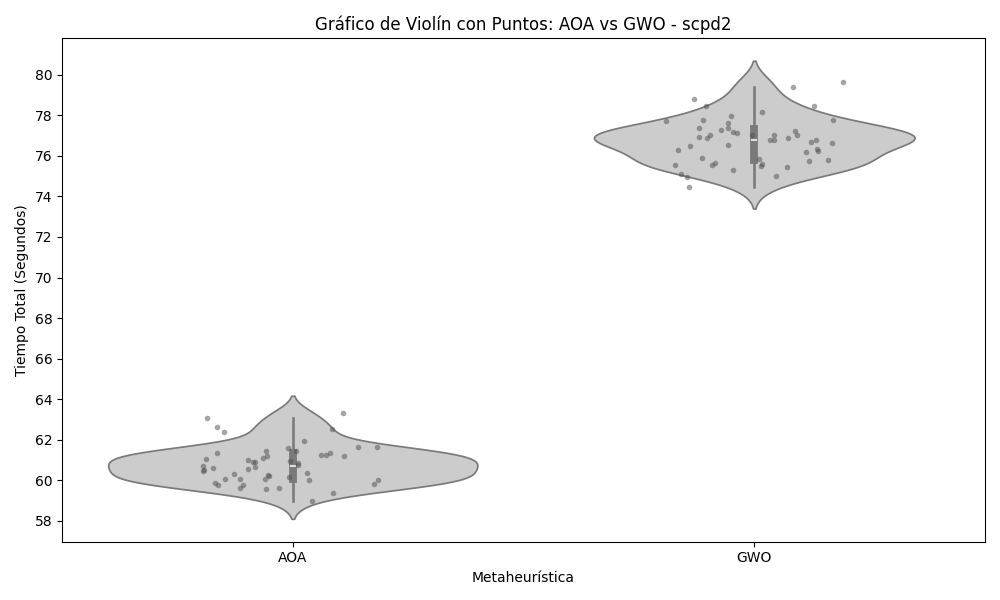 Gráfico de Violín con Puntos: AOA vs GWO - scpd2
Tiempo Total (Segundos)
80
78
76
74
72
70
68
66
64
62
60
58
AOA
GWO
Metaheurística